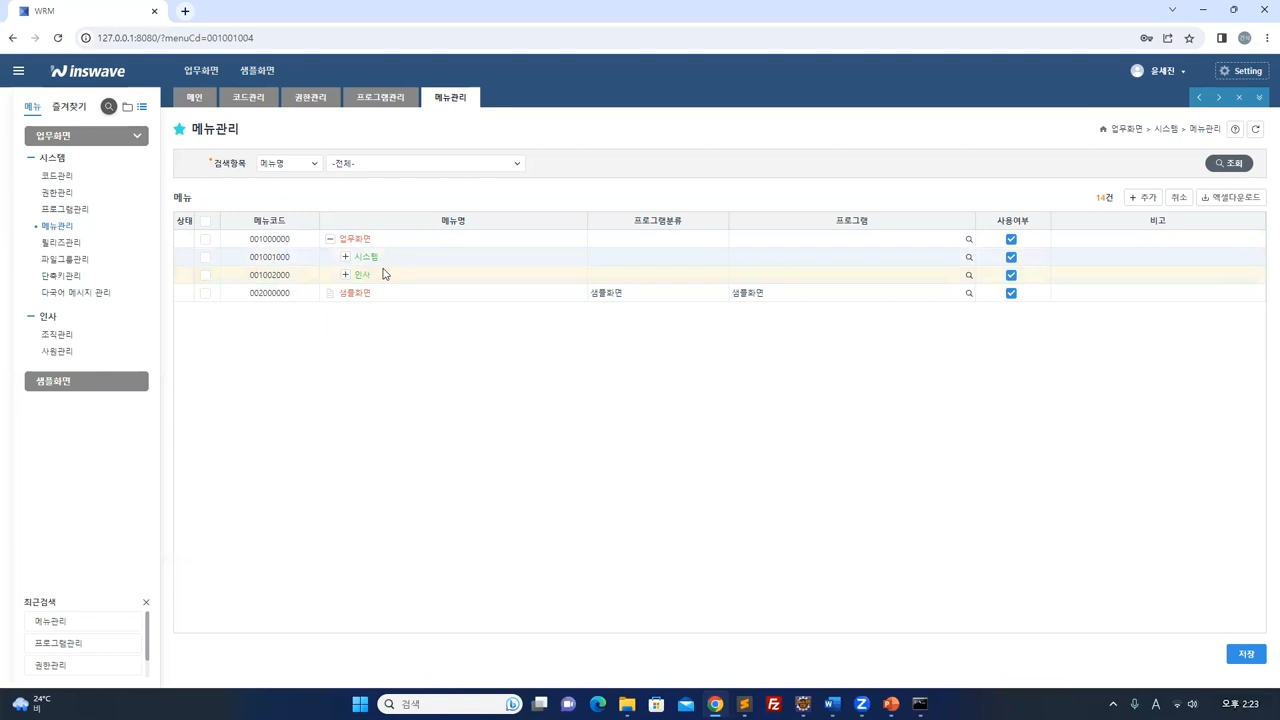 WRM
127.0.0.1:8080/?menuCd=001001004
inswave
업무화면 샘플화면
윤세진
Setting
메뉴 즐겨찾기
메인 코드관리 권한관리 프로그램관리 메뉴관리
업무화면
시스템
코드관리
권한관리
프로그램관리
메뉴관리
릴리즈관리
파일그룹관리
단축키관리
다국어 메시지 관리
인사
조직관리
사원관리
샘플화면
최근검색
메뉴관리
프로그램관리
권한관리
메뉴관리
업무화면 > 시스템 > 메뉴관리
*검색항목 메뉴명 -전체- 조회
메뉴
14건 추가 취소 엑셀다운로드
상태 메뉴코드 메뉴명 프로그램분류 프로그램 사용여부 비고
001000000 업무화면
001001000 시스템
001002000 인사
002000000 샘플화면 샘플화면 샘플화면
저장
24°C
비
검색
A
오후 2:23